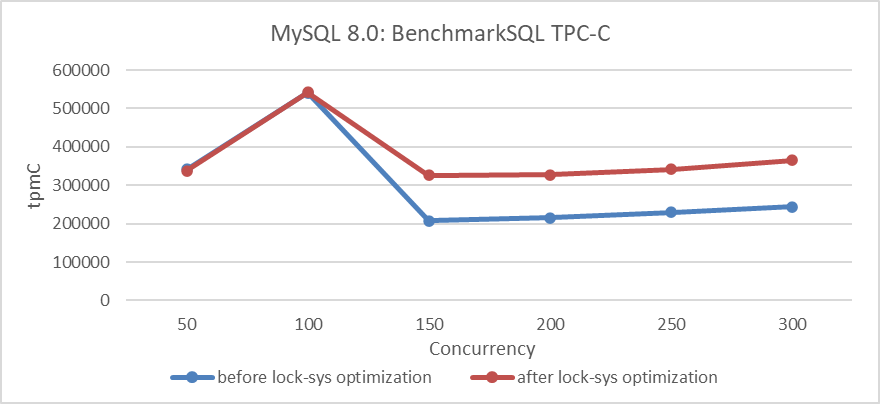 MySQL 8.0: BenchmarkSQL TPC-C
tpmC
600000
500000
400000
300000
200000
100000
0
50 100 150 200 250 300
Concurrency
before lock-sys optimization after lock-sys optimization